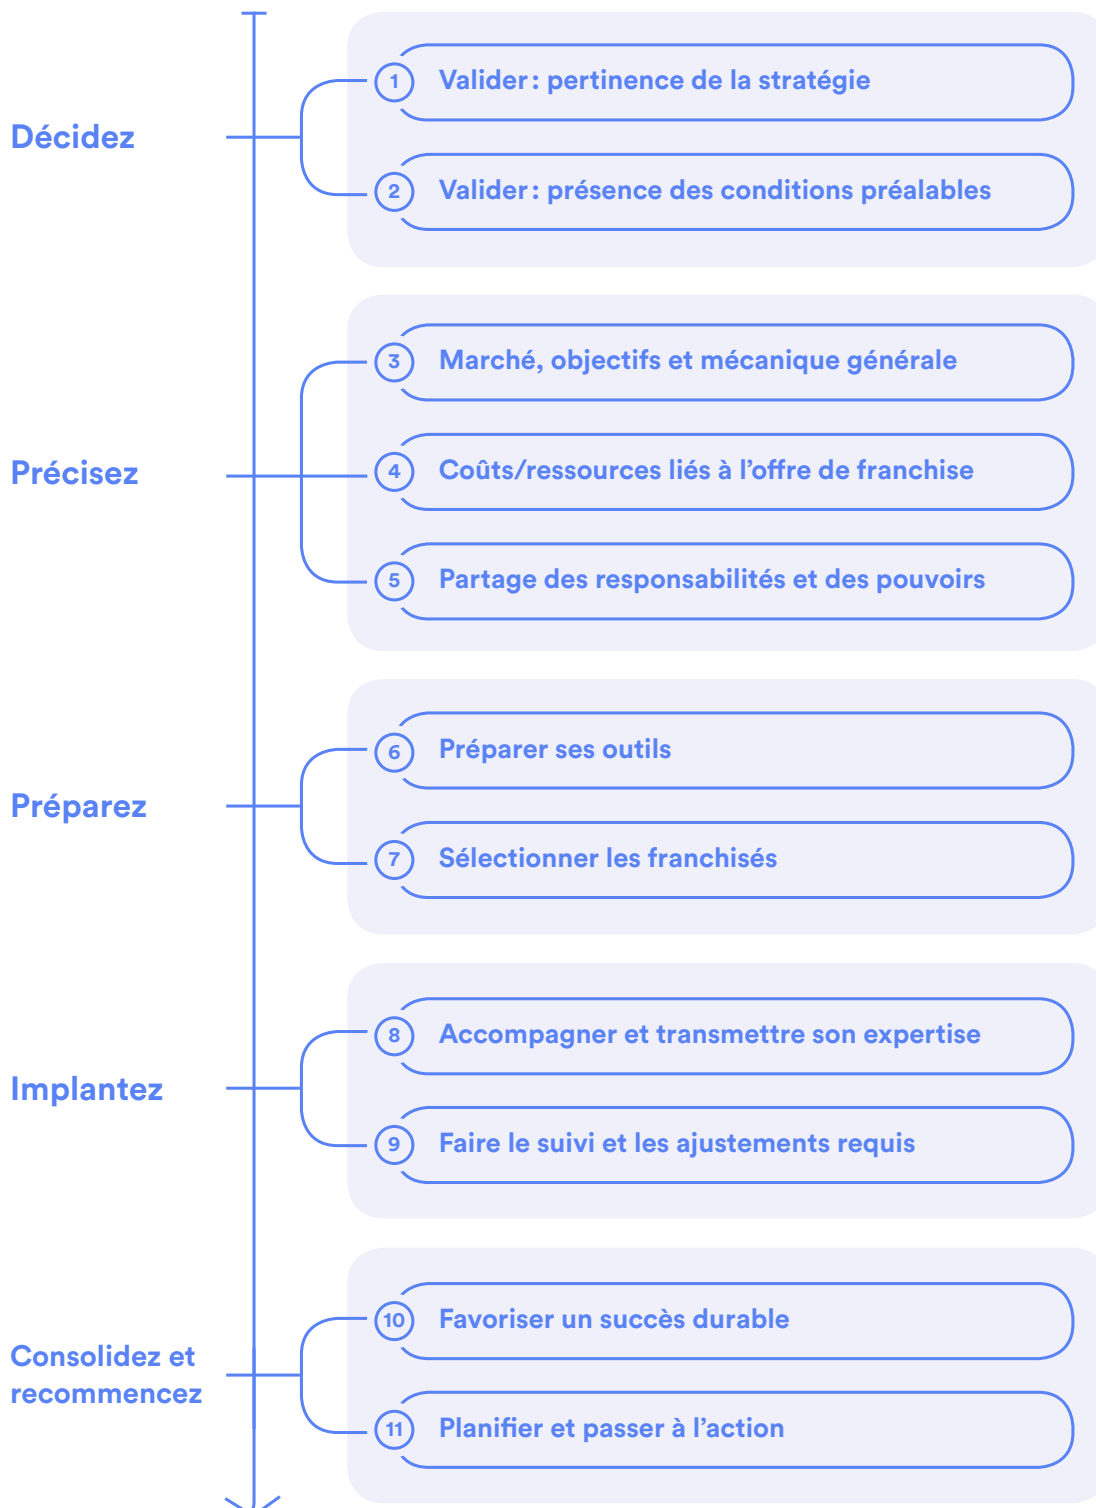 Décidez
1 Valider : pertinence de la stratégie
2 Valider : présence des conditions préalables
Précisez
3 Marché, objectifs et mécanique générale
4 Coûts/ressources liés à l’offre de franchise
5 Partage des responsabilités et des pouvoirs
Préparez
6 Préparer ses outils
7 Sélectionner les franchisés
Implantez
8 Accompagner et transmettre son expertise
9 Faire le suivi et les ajustements requis
Consolidez et
recommencez
10 Favoriser un succès durable
11 Planifier et passer à l’action